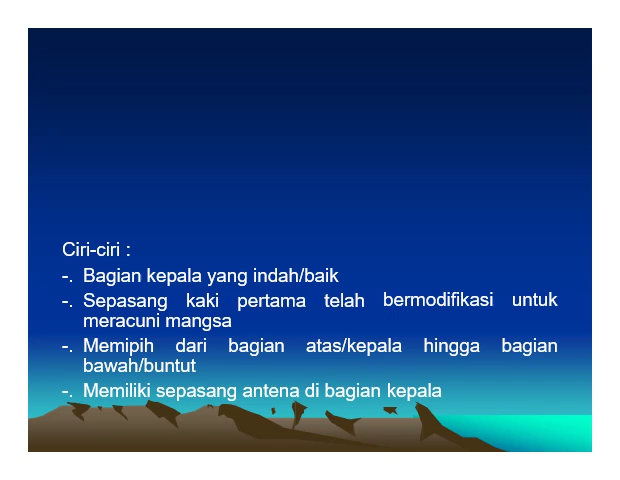 Ciri-ciri :
-. Bagian kepala yang indah/baik
-. Sepasang kaki pertama telah bermodifikasi untuk
meracuni mangsa
-. Memipih dari bagian atas/kepala hingga bagian
bawah/buntut
-. Memiliki sepasang antena di bagian kepala